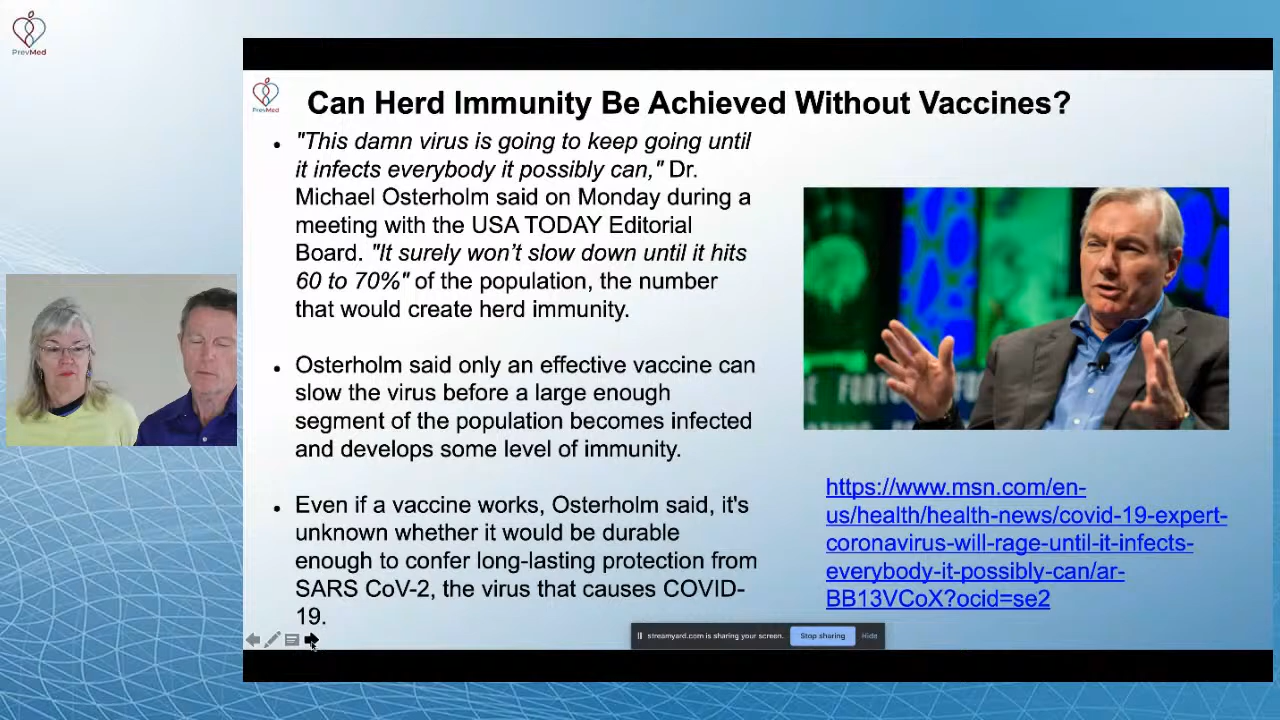 PrevMed
PrevMed
Can Herd Immunity Be Achieved Without Vaccines?
• "This damn virus is going to keep going until
it infects everybody it possibly can," Dr.
Michael Osterholm said on Monday during a
meeting with the USA TODAY Editorial
Board. "It surely won’t slow down until it hits
60 to 70%" of the population, the number
that would create herd immunity.
• Osterholm said only an effective vaccine can
slow the virus before a large enough
segment of the population becomes infected
and develops some level of immunity.
• Even if a vaccine works, Osterholm said, it's
unknown whether it would be durable
enough to confer long-lasting protection from
SARS CoV-2, the virus that causes COVID-
19.
https://www.msn.com/en-
us/health/health-news/covid-19-expert-
coronavirus-will-rage-until-it-infects-
everybody-it-possibly-can/ar-
BB13VCoX?ocid=se2
streamyard.com is sharing your screen.
Stop sharing
Hide